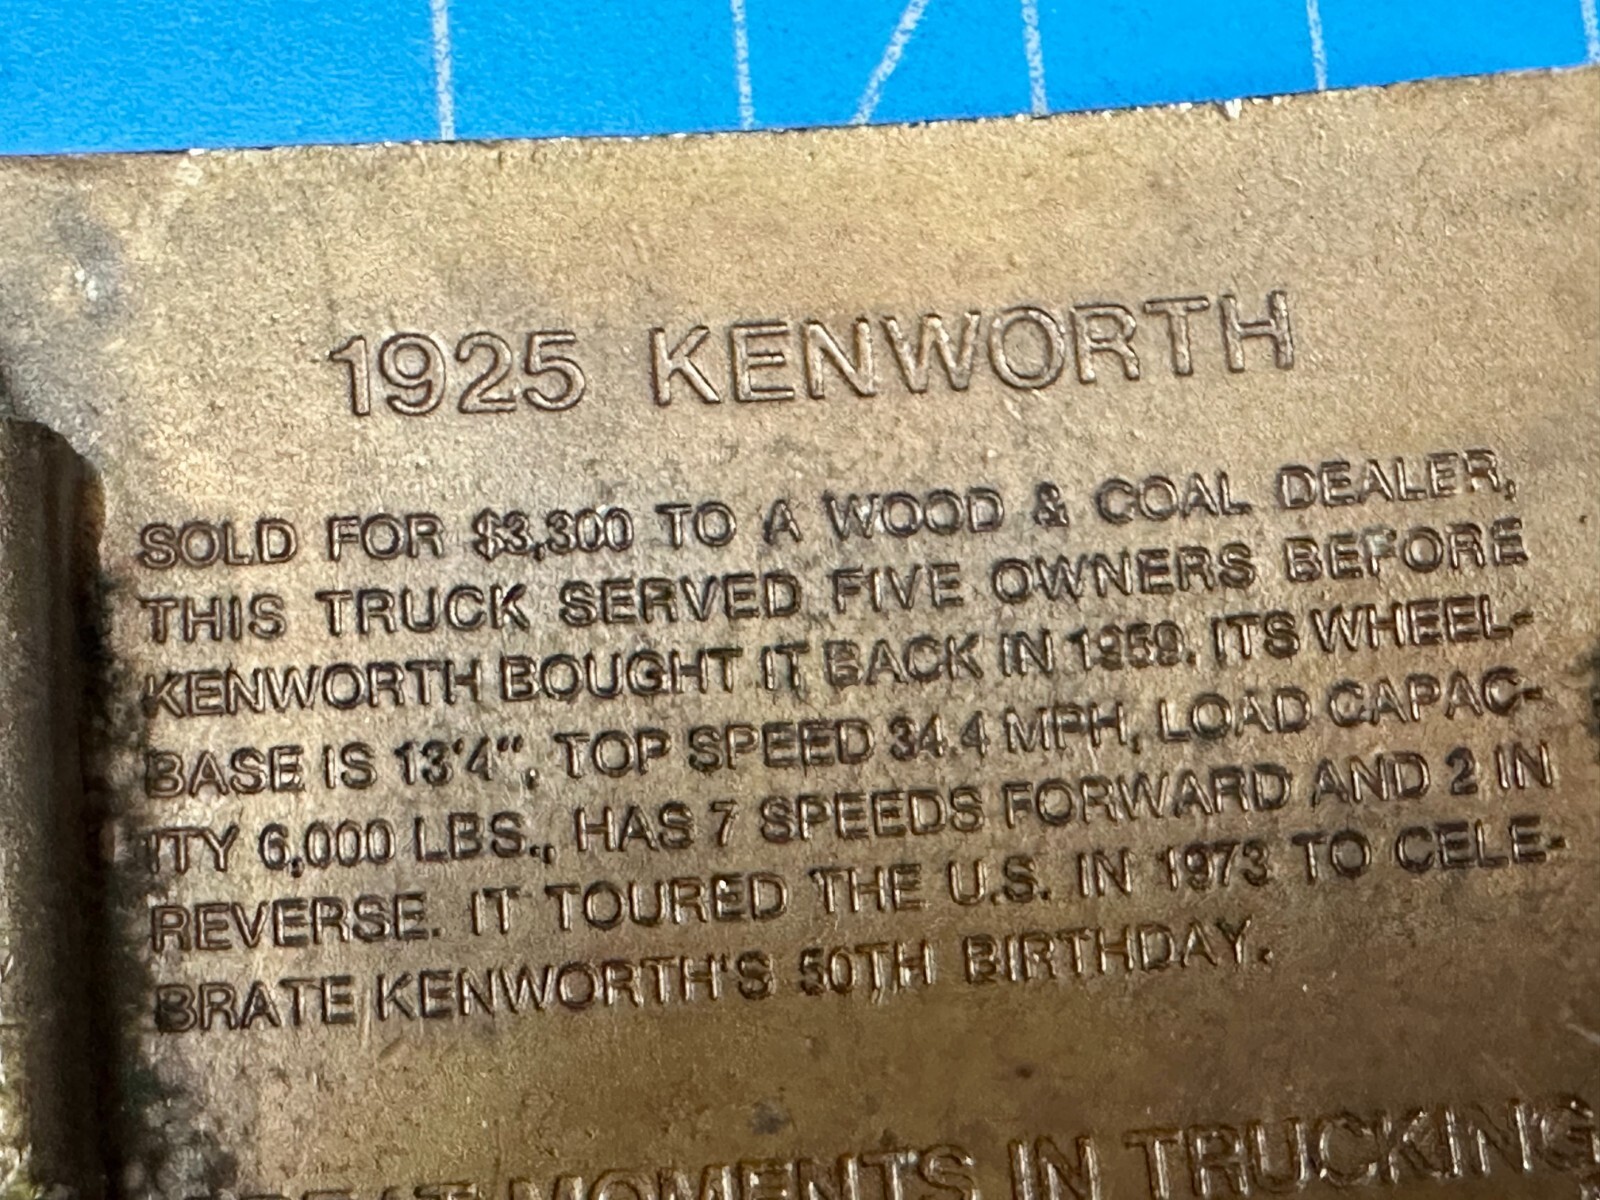 1925 KENWORTH
SOLD FOR $3,300 TO A WOOD & COAL DEALER,
THIS TRUCK SERVED FIVE OWNERS BEFORE
KENWORTH BOUGHT IT BACK IN 1959. ITS WHEEL-
BASE IS 13'4", TOP SPEED 34.4 MPH, LOAD CAPAC-
ITY 6,000 LBS., HAS 7 SPEEDS FORWARD AND 2 IN
REVERSE. IT TOURED THE U.S. IN 1973 TO CELE-
BRATE KENWORTH'S 50TH BIRTHDAY.
GREAT MOMENTS IN TRUCKING